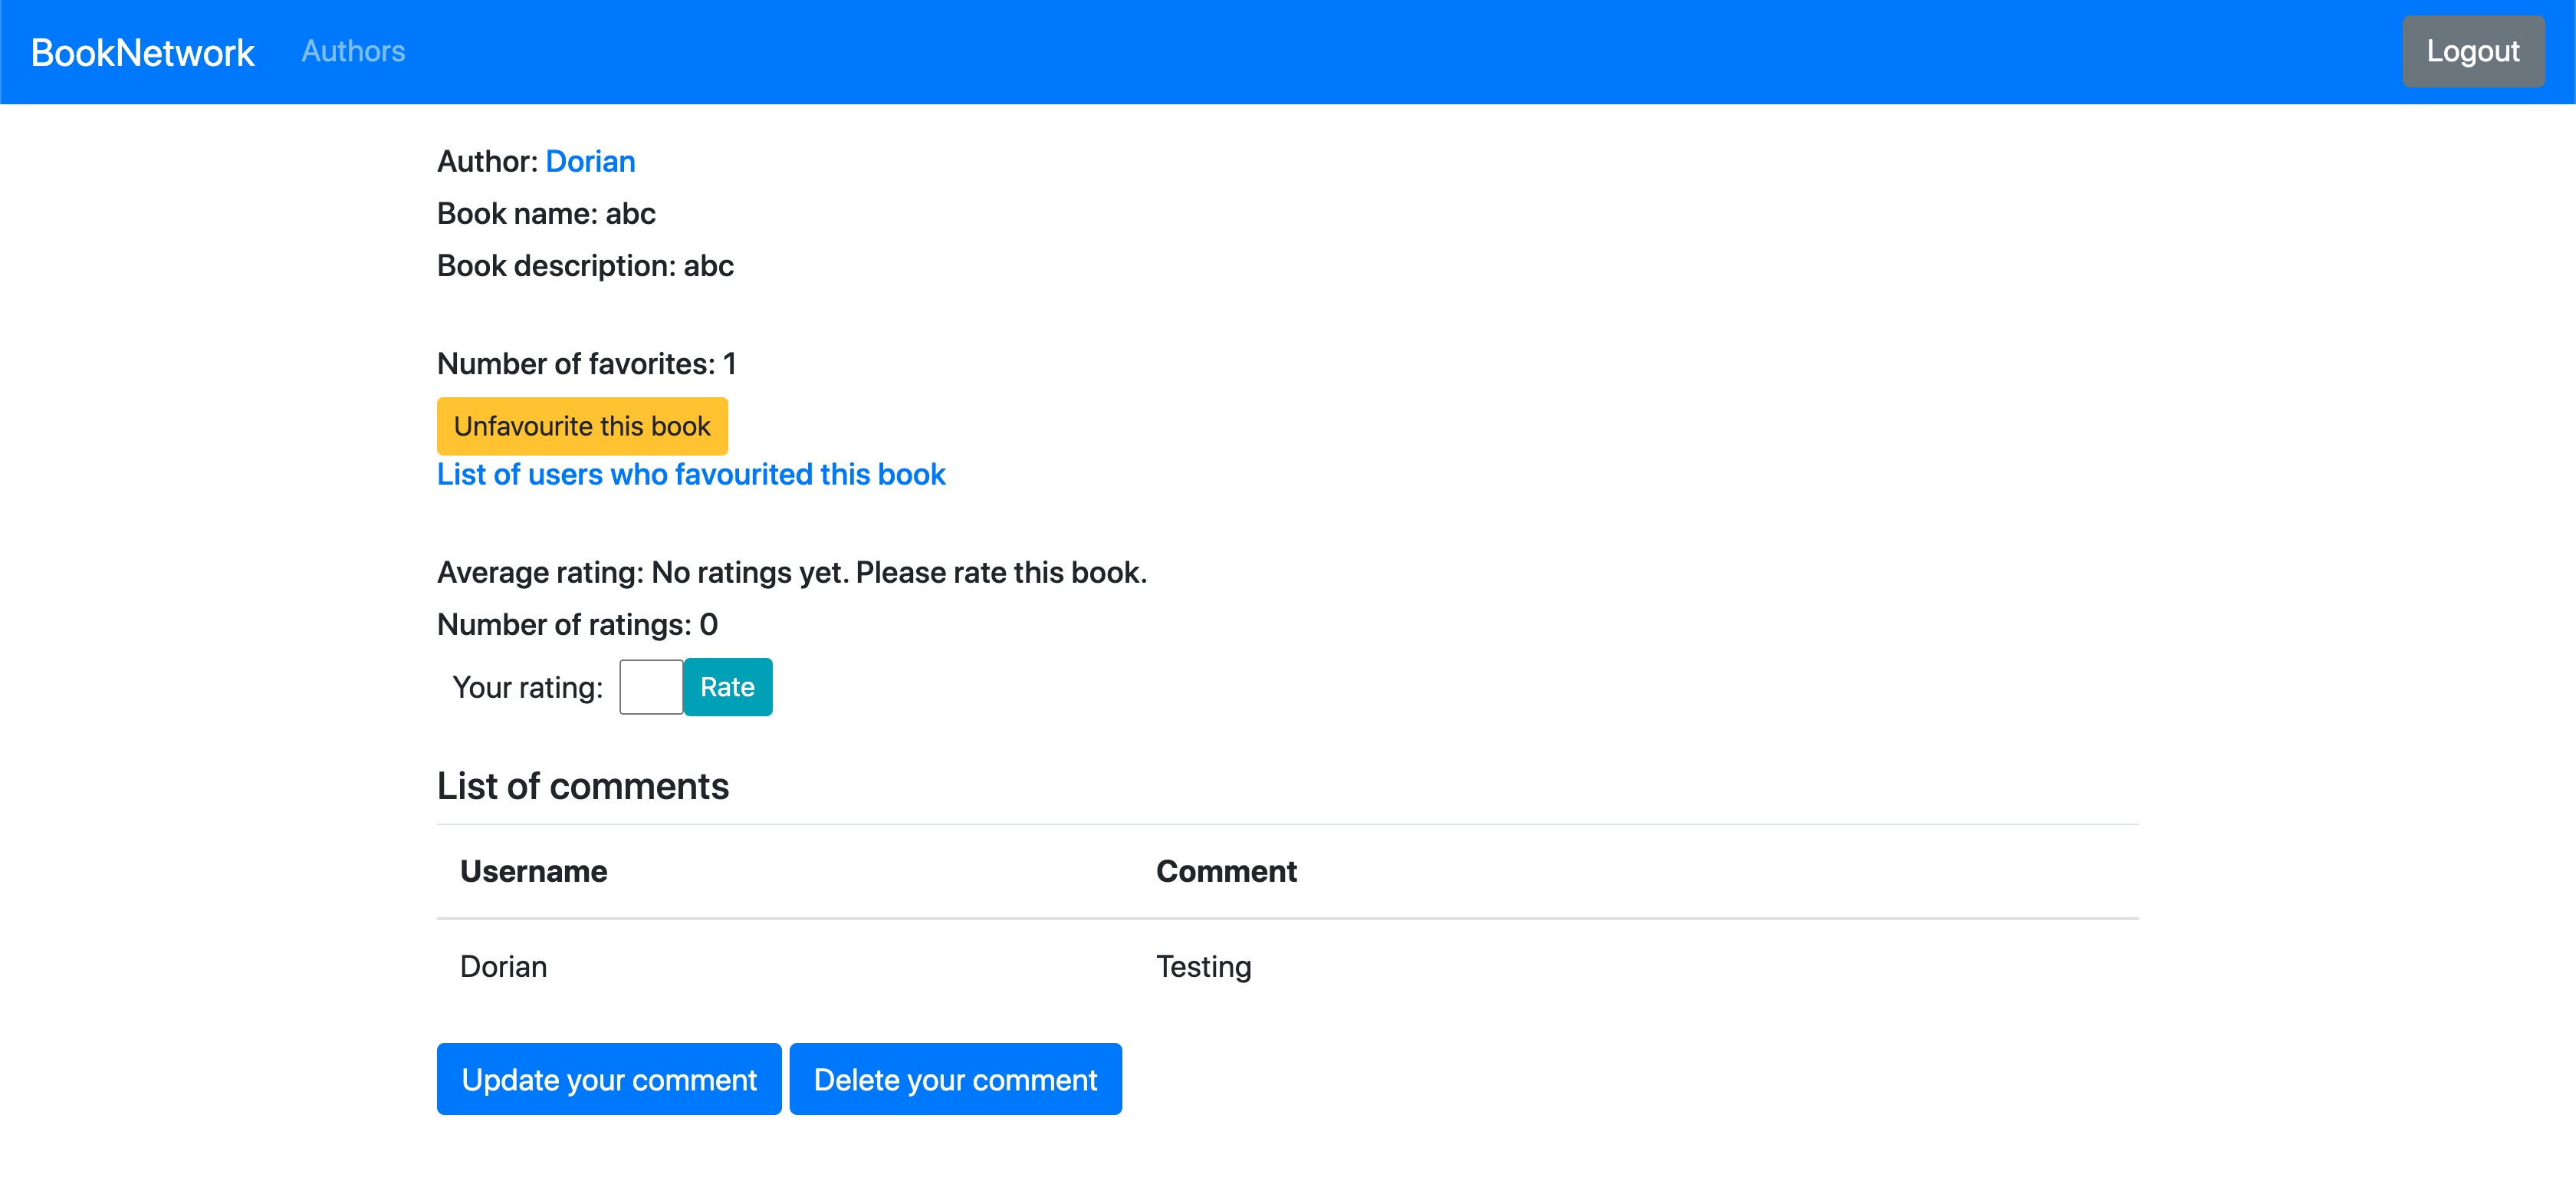 BookNetwork Authors Logout
Author: Dorian
Book name: abc
Book description: abc
Number of favorites: 1
Unfavourite this book
List of users who favourited this book
Average rating: No ratings yet. Please rate this book.
Number of ratings: 0
Your rating: Rate
List of comments
Username Comment
Dorian Testing
Update your comment Delete your comment